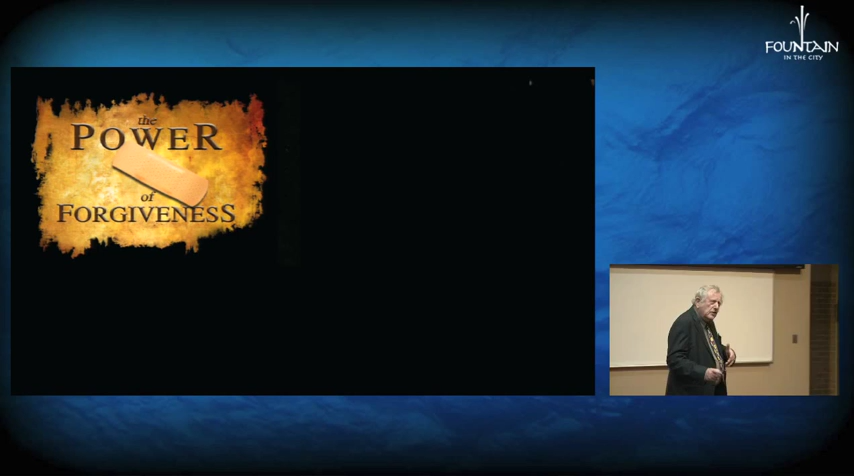 FOUNTAIN
IN THE CITY
the
POWER
of
FORGIVENESS